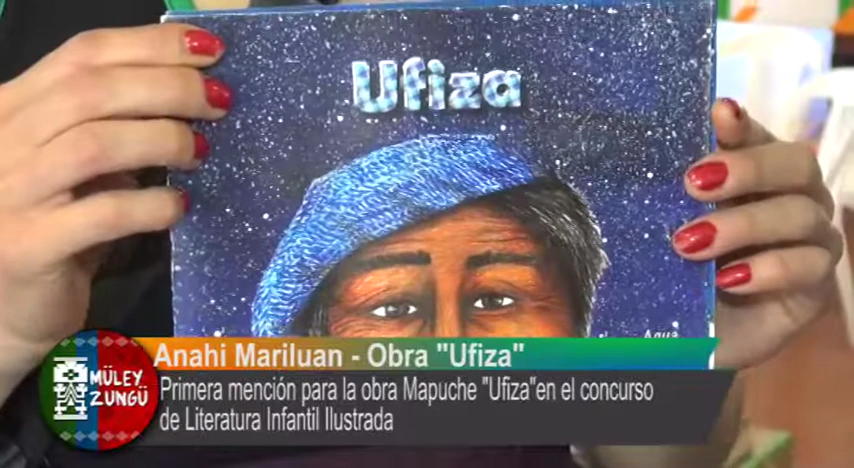 Ufiza
Agua
Anahi Mariluan - Obra "Ufiza"
MÜLEY
ZUNGÜ
Primera mención para la obra Mapuche "Ufiza"en el concurso
de Literatura Infantil Ilustrada.